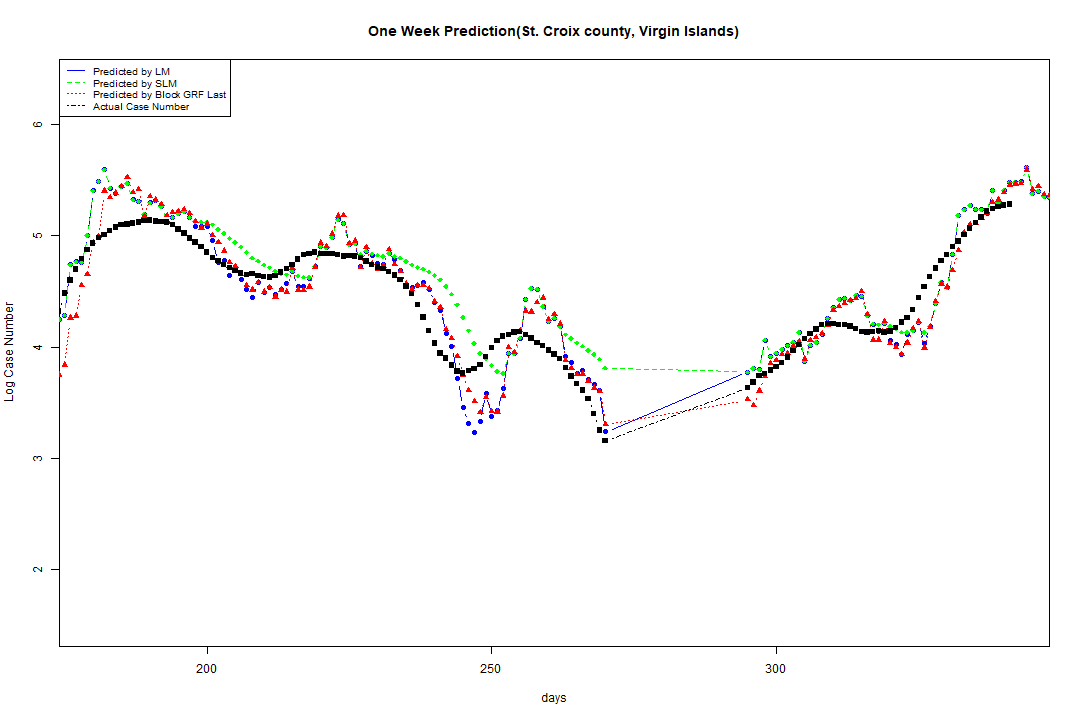 One Week Prediction(St. Croix county, Virgin Islands)
Predicted by LM
Predicted by SLM
Predicted by Block GRF Last
Actual Case Number
Log Case Number
6
5
4
3
2
200
250
300
days